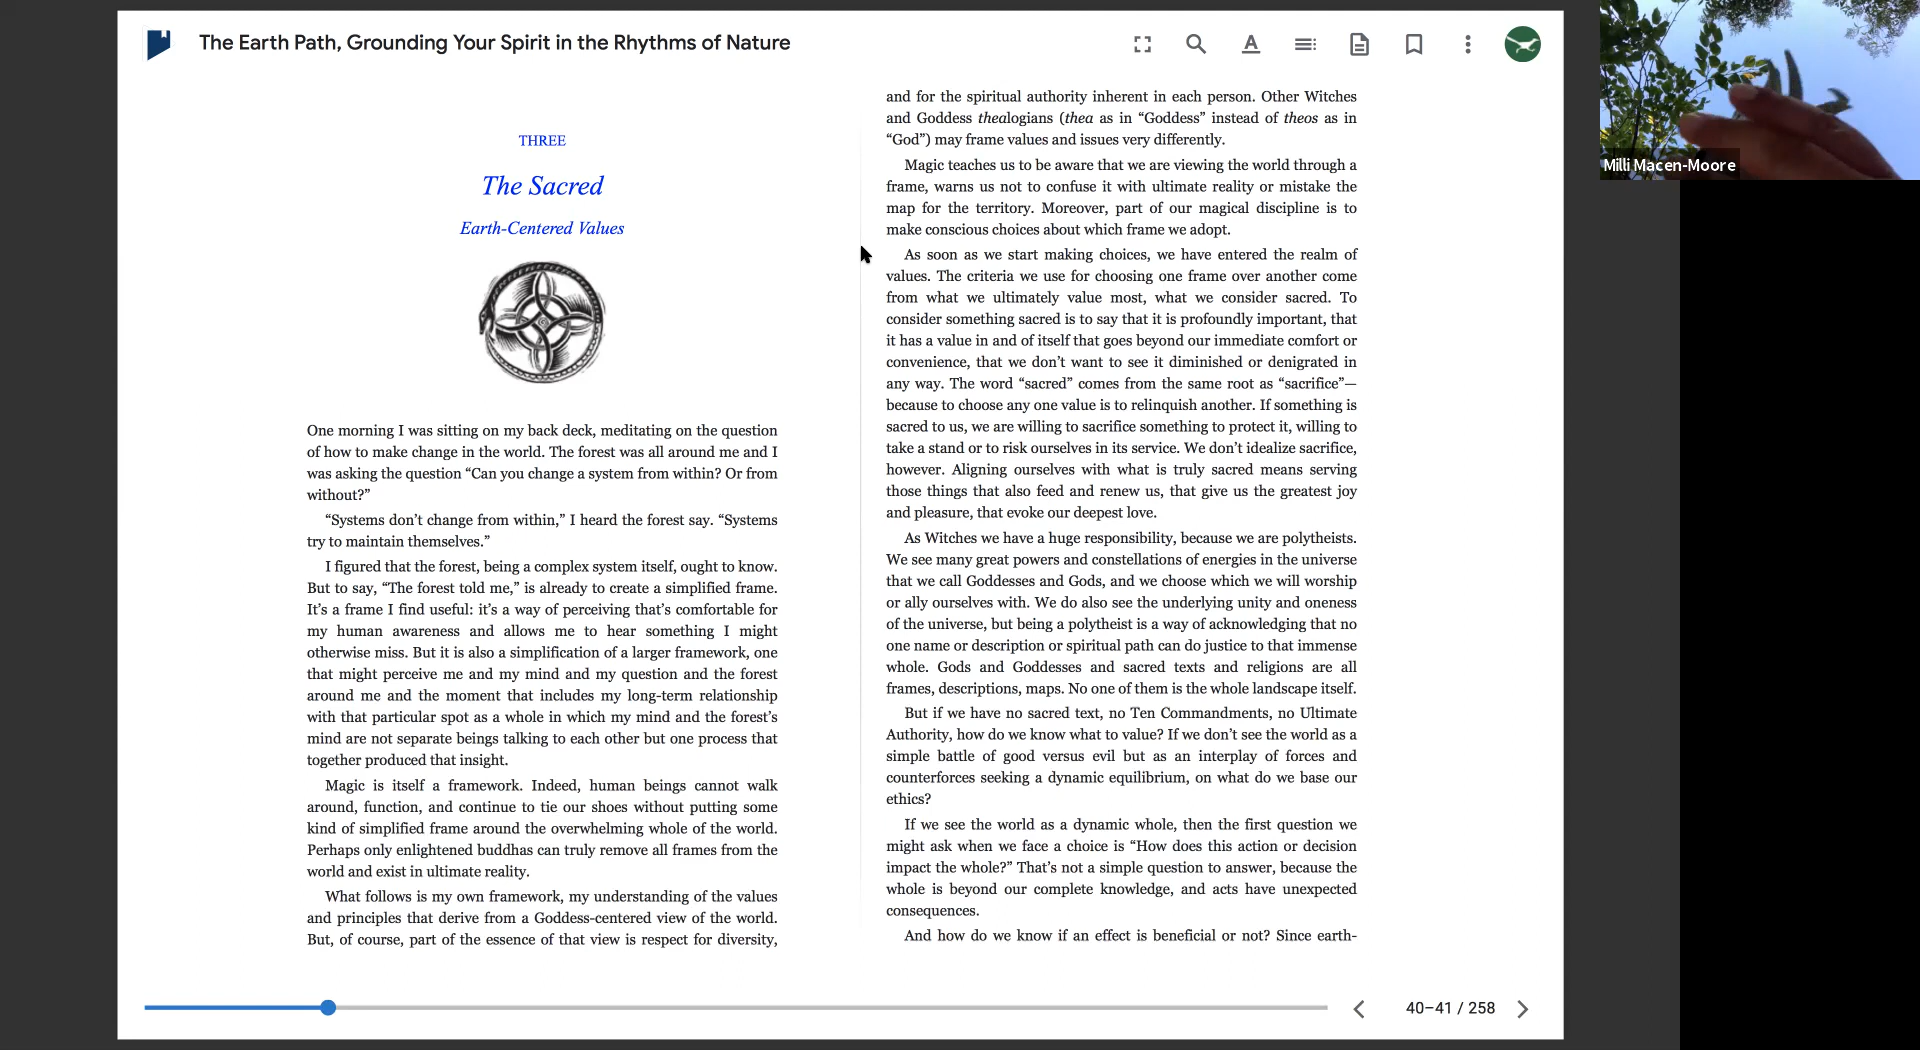 The Earth Path, Grounding Your Spirit in the Rhythms of Nature
THREE
The Sacred
Earth-Centered Values
One morning I was sitting on my back deck, meditating on the question
of how to make change in the world. The forest was all around me and I
was asking the question “Can you change a system from within? Or from
without?”
“Systems don’t change from within,” I heard the forest say. “Systems
try to maintain themselves.”
I figured that the forest, being a complex system itself, ought to know.
But to say, “The forest told me,” is already to create a simplified frame.
It’s a frame I find useful: it’s a way of perceiving that’s comfortable for
my human awareness and allows me to hear something I might
otherwise miss. But it is also a simplification of a larger framework, one
that might perceive me and my mind and my question and the forest
around me and the moment that includes my long-term relationship
with that particular spot as a whole in which my mind and the forest’s
mind are not separate beings talking to each other but one process that
together produced that insight.
Magic is itself a framework. Indeed, human beings cannot walk
around, function, and continue to tie our shoes without putting some
kind of simplified frame around the overwhelming whole of the world.
Perhaps only enlightened buddhas can truly remove all frames from the
world and exist in ultimate reality.
What follows is my own framework, my understanding of the values
and principles that derive from a Goddess-centered view of the world.
But, of course, part of the essence of that view is respect for diversity,
and for the spiritual authority inherent in each person. Other Witches
and Goddess thealogians (thea as in “Goddess” instead of theos as in
“God”) may frame values and issues very differently.
Magic teaches us to be aware that we are viewing the world through a
frame, warns us not to confuse it with ultimate reality or mistake the
map for the territory. Moreover, part of our magical discipline is to
make conscious choices about which frame we adopt.
As soon as we start making choices, we have entered the realm of
values. The criteria we use for choosing one frame over another come
from what we ultimately value most, what we consider sacred. To
consider something sacred is to say that it is profoundly important, that
it has a value in and of itself that goes beyond our immediate comfort or
convenience, that we don’t want to see it diminished or denigrated in
any way. The word “sacred” comes from the same root as “sacrifice”—
because to choose any one value is to relinquish another. If something is
sacred to us, we are willing to sacrifice something to protect it, willing to
take a stand or to risk ourselves in its service. We don’t idealize sacrifice,
however. Aligning ourselves with what is truly sacred means serving
those things that also feed and renew us, that give us the greatest joy
and pleasure, that evoke our deepest love.
As Witches we have a huge responsibility, because we are polytheists.
We see many great powers and constellations of energies in the universe
that we call Goddesses and Gods, and we choose which we will worship
or ally ourselves with. We do also see the underlying unity and oneness
of the universe, but being a polytheist is a way of acknowledging that no
one name or description or spiritual path can do justice to that immense
whole. Gods and Goddesses and sacred texts and religions are all
frames, descriptions, maps. No one of them is the whole landscape itself.
But if we have no sacred text, no Ten Commandments, no Ultimate
Authority, how do we know what to value? If we don’t see the world as a
simple battle of good versus evil but as an interplay of forces and
counterforces seeking a dynamic equilibrium, on what do we base our
ethics?
If we see the world as a dynamic whole, then the first question we
might ask when we face a choice is “How does this action or decision
impact the whole?” That’s not a simple question to answer, because the
whole is beyond our complete knowledge, and acts have unexpected
consequences.
And how do we know if an effect is beneficial or not? Since earth-
40–41 / 258
Milli Macen-Moore